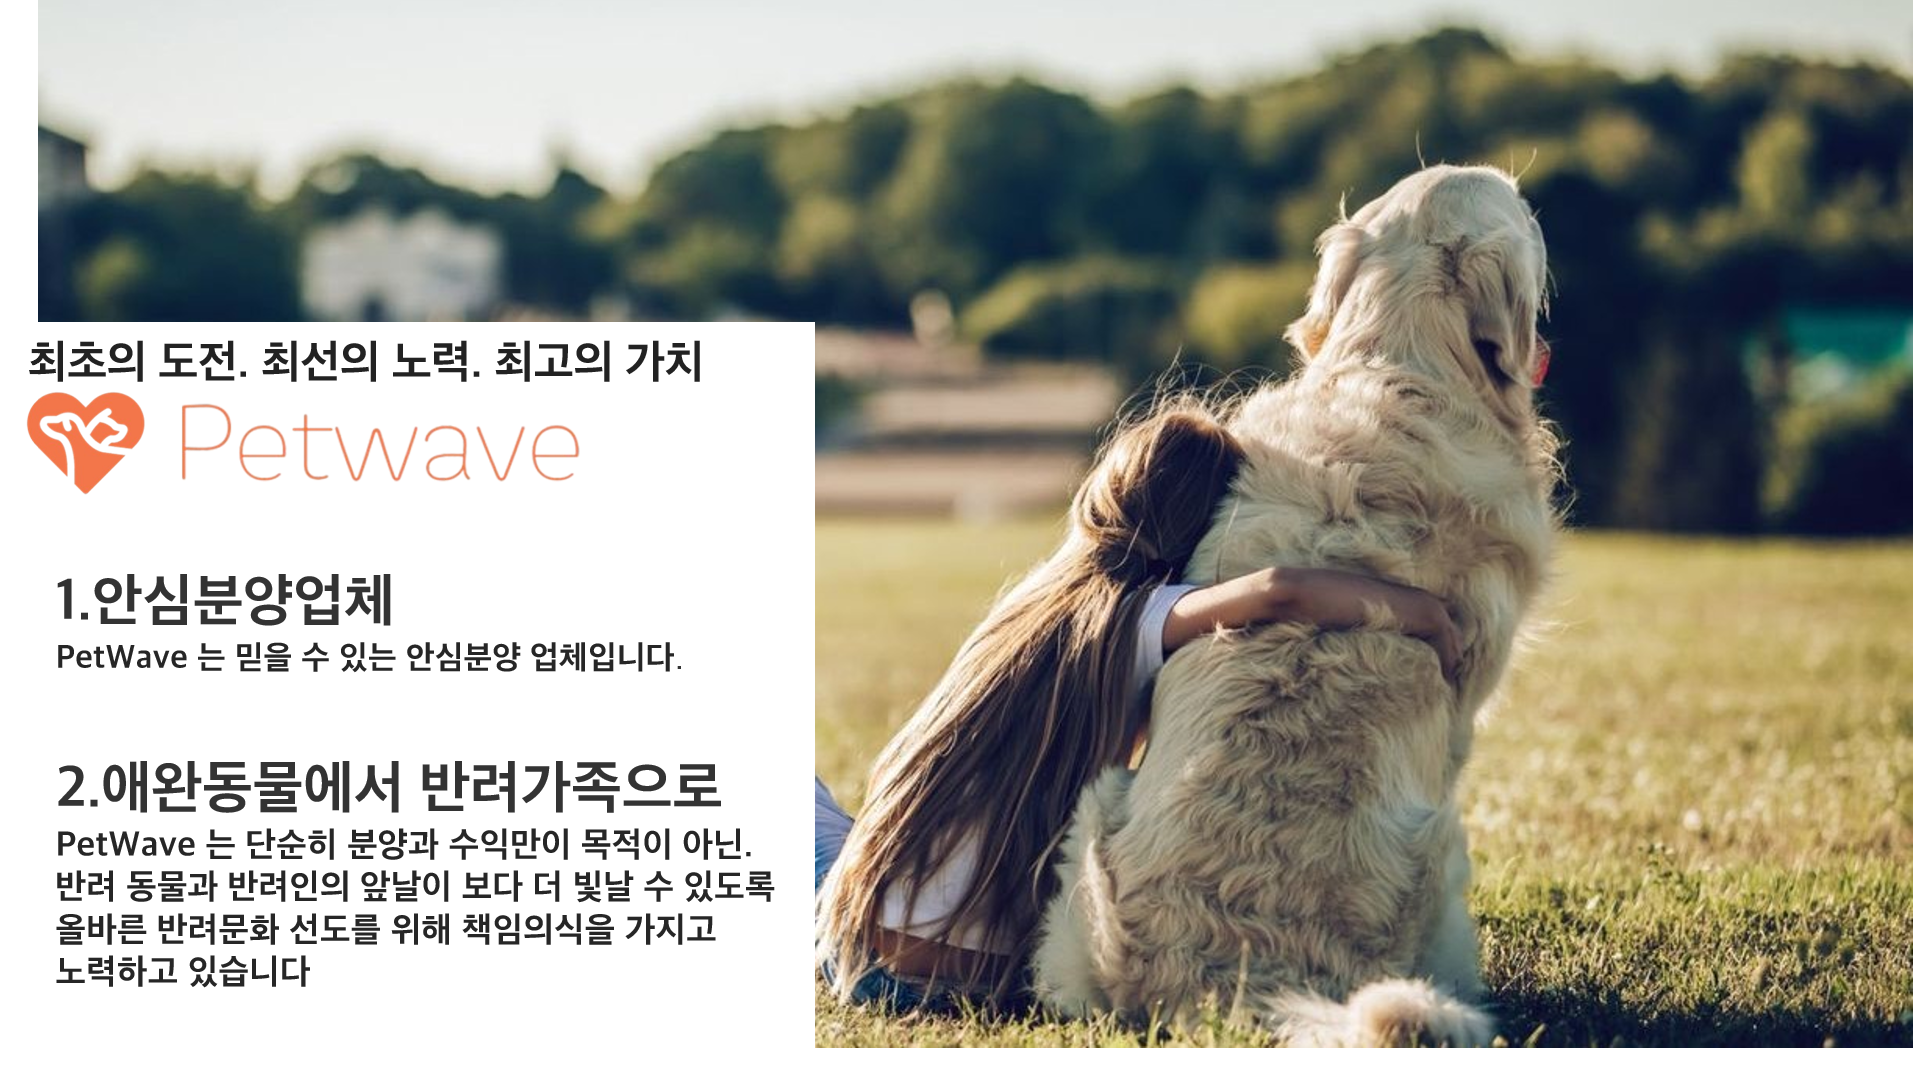 최초의 도전. 최선의 노력. 최고의 가치
Petwave
1.안심분양업체
PetWave 는 믿을 수 있는 안심분양 업체입니다.
2.애완동물에서 반려가족으로
PetWave 는 단순히 분양과 수익만이 목적이 아닌.
반려 동물과 반려인의 앞날이 보다 더 빛날 수 있도록
올바른 반려문화 선도를 위해 책임의식을 가지고
노력하고 있습니다